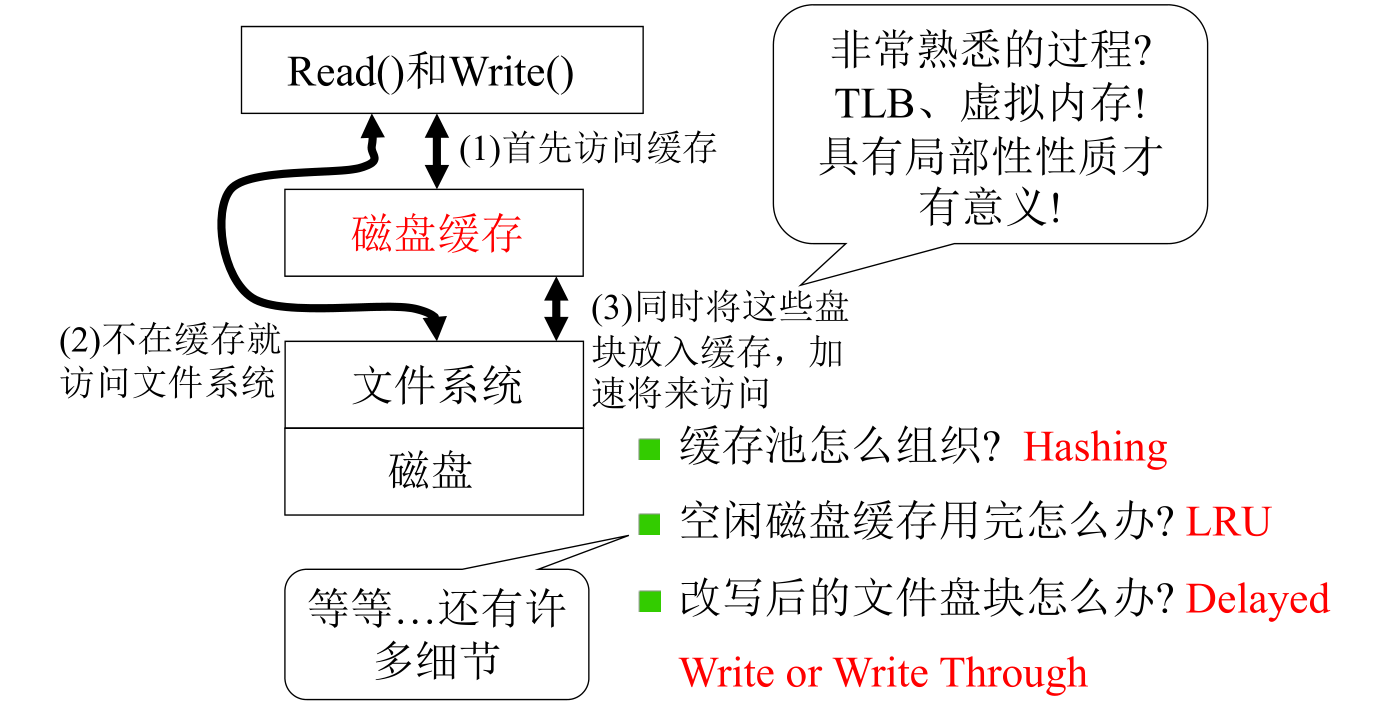 Read()和Write()
(1)首先访问缓存
磁盘缓存
非常熟悉的过程?
TLB、虚拟内存!
具有局部性性质才
有意义!
(2)不在缓存就
访问文件系统
(3)同时将这些盘
块放入缓存，加
速将来访问
文件系统
磁盘
缓存池怎么组织? Hashing
空闲磁盘缓存用完怎么办? LRU
改写后的文件盘块怎么办? Delayed
Write or Write Through
等等…还有许
多细节